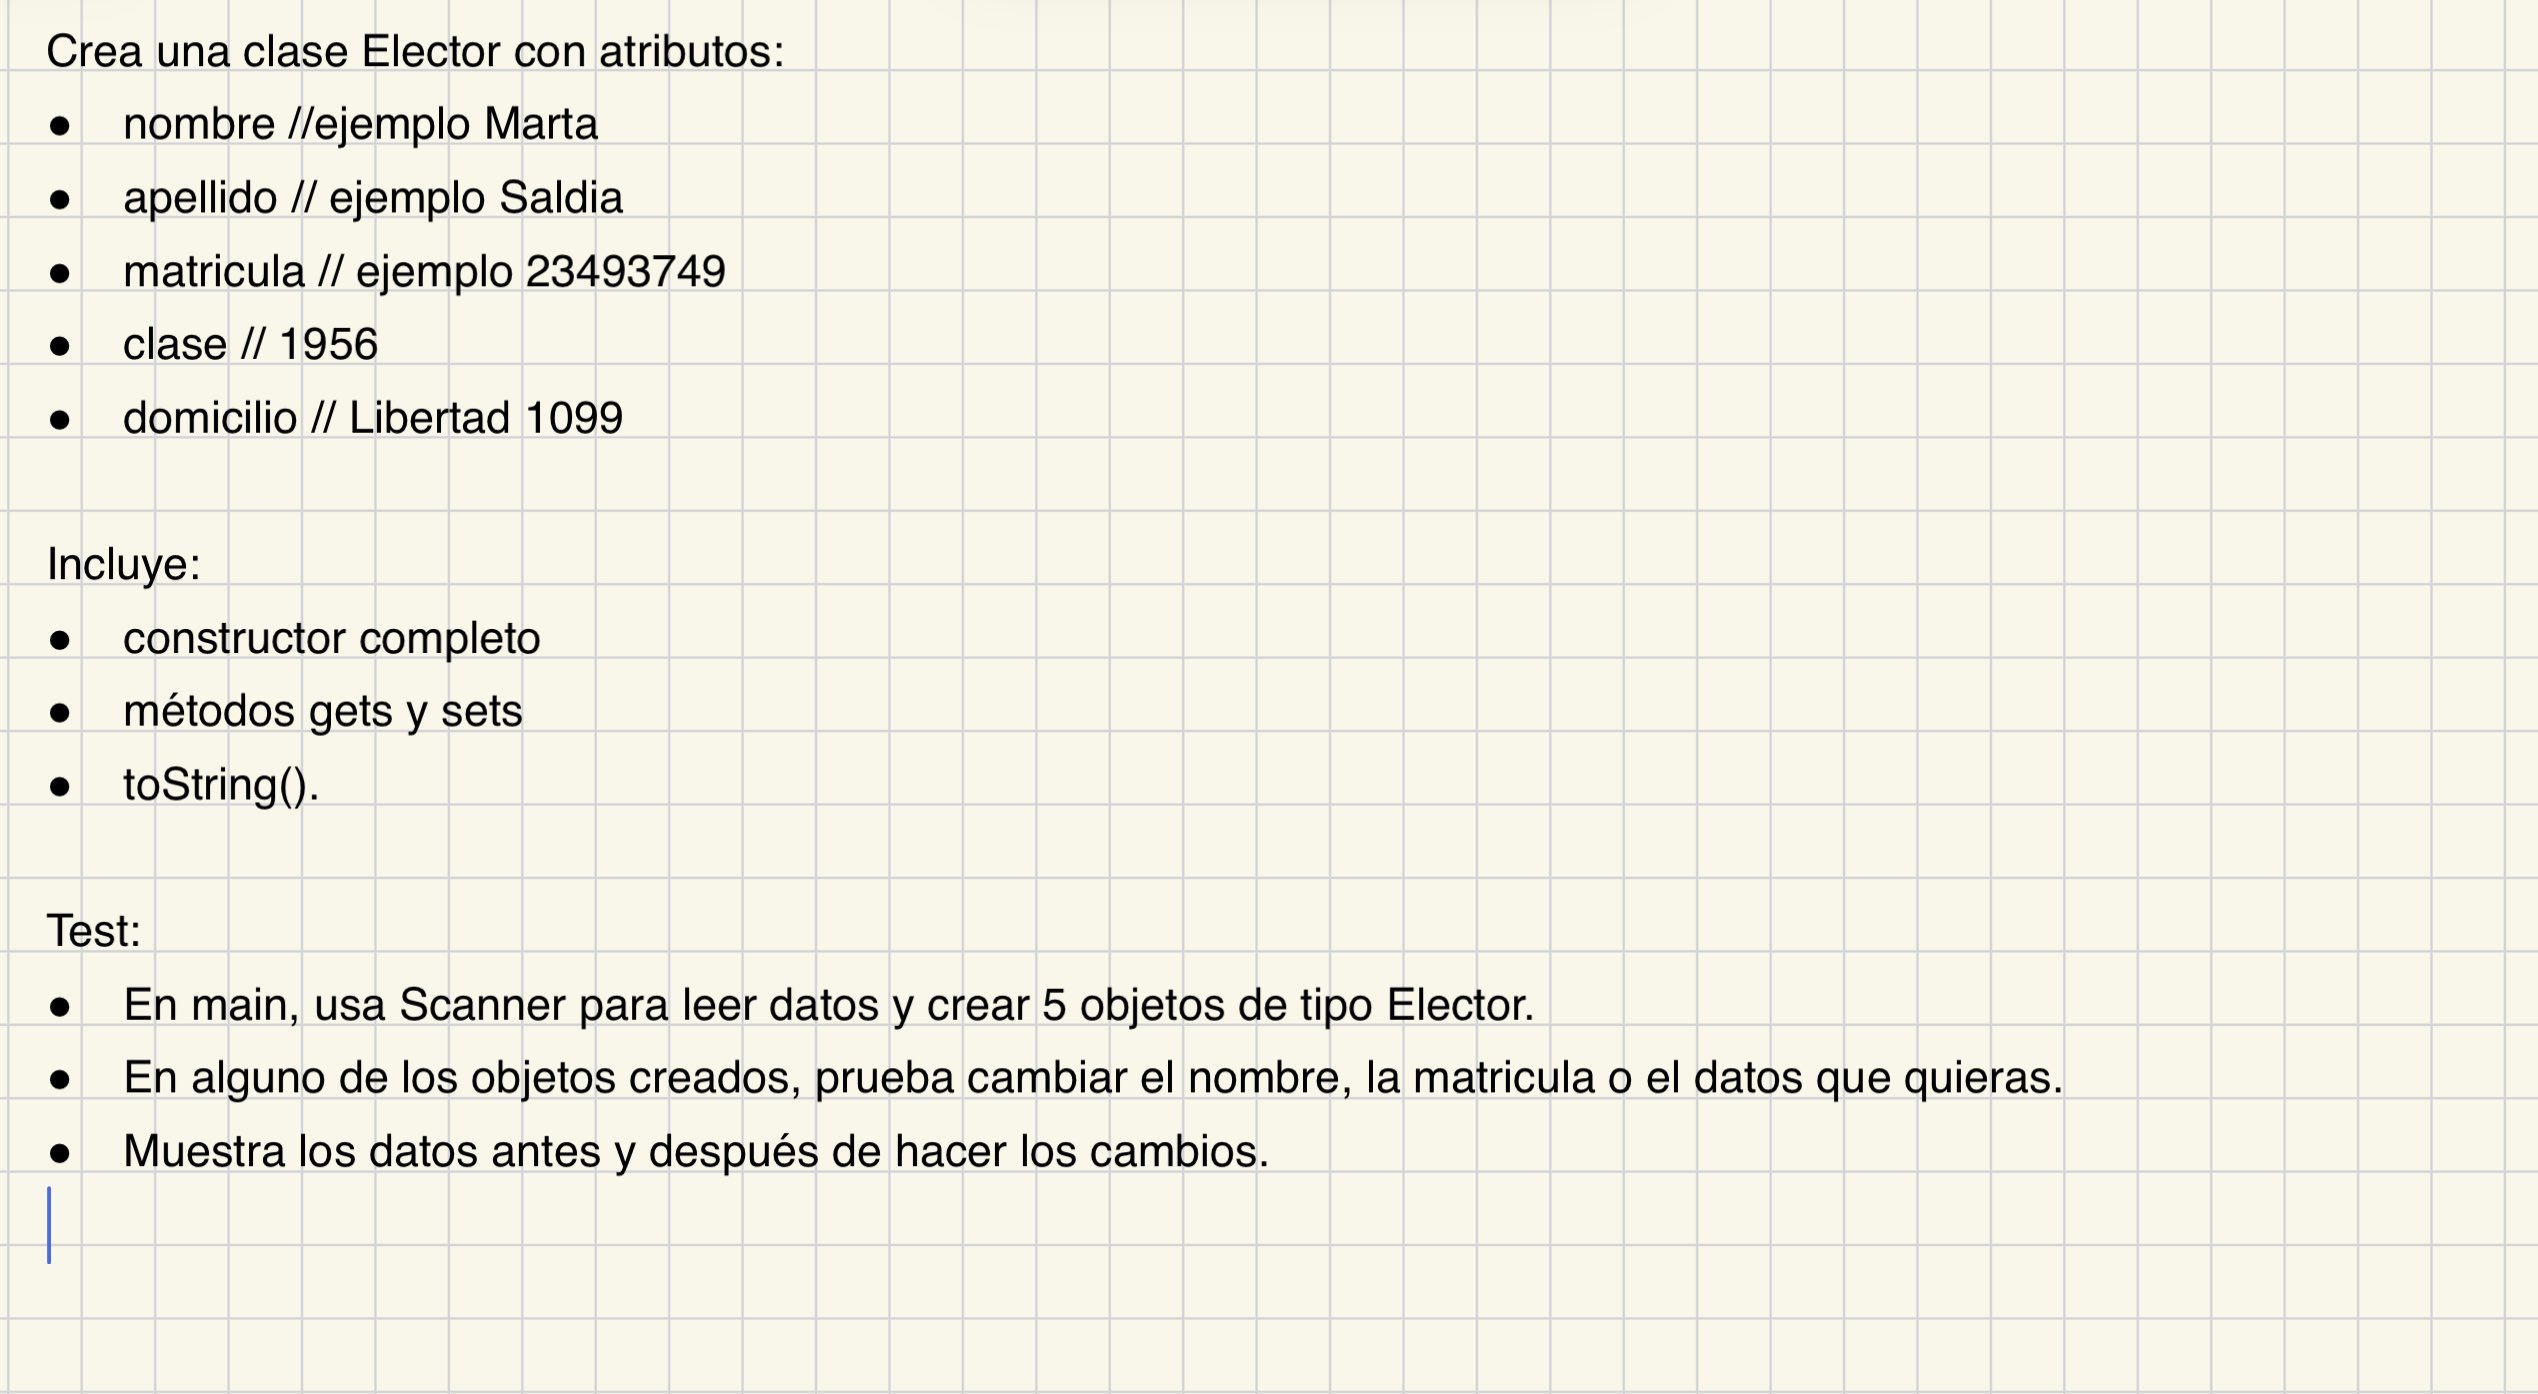 Crea una clase Elector con atributos:
● nombre //ejemplo Marta
● apellido // ejemplo Saldia
● matricula // ejemplo 23493749
● clase // 1956
● domicilio // Libertad 1099
Incluye:
● constructor completo
● métodos gets y sets
● toString().
Test:
● En main, usa Scanner para leer datos y crear 5 objetos de tipo Elector.
● En alguno de los objetos creados, prueba cambiar el nombre, la matricula o el datos que quieras.
● Muestra los datos antes y después de hacer los cambios.